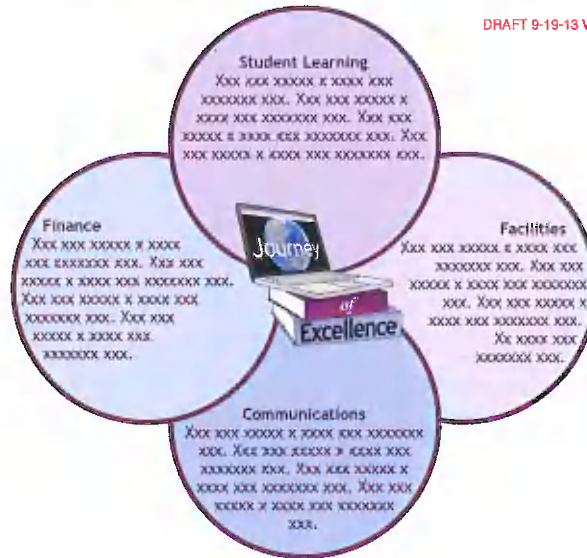 DRAFT 9-19-13 V
Student Learning
Xxx xxx xxxxx x xxxx xxx
xxxxxxx xxx. Xxx xxx xxxxx x
xxxx xxx xxxxxxx xxx. Xxx xxx
xxxxx x xxxx xxx xxxxxxx xxx. Xxx
xxx xxxxx x xxxx xxx xxxxxxx xxx.
Finance
Xxx xxx xxxxx x xxxx
xxx xxxxxxx xxx. Xxx xxx
xxxxx x xxxx xxx xxxxxxx xxx.
Xxx xxx xxxxx x xxxx xxx
xxxxxxx xxx. Xxx xxx
xxxxx x xxxx xxx
xxxxxxx xxx.
Journey
of
Excellence
Facilities
Xxx xxx xxxxx x xxxx xxx
xxxxxxx xxx. Xxx xxx
xxxxx x xxxx xxx xxxxxxx
xxx. Xxx xxx xxxxx x
xxxx xxx xxxxxxx xxx.
Xx xxxx xxx
xxxxxxx xxx.
Communications
Xxx xxx xxxxx x xxxx xxx xxxxxxx
xxx. Xxx xxx xxxxx x xxxx xxx
xxxxxxx xxx. Xxx xxx xxxxx x
xxxx xxx xxxxxxx xxx. Xxx xxx
xxxxx x xxxx xxx xxxxxxx
xxx.